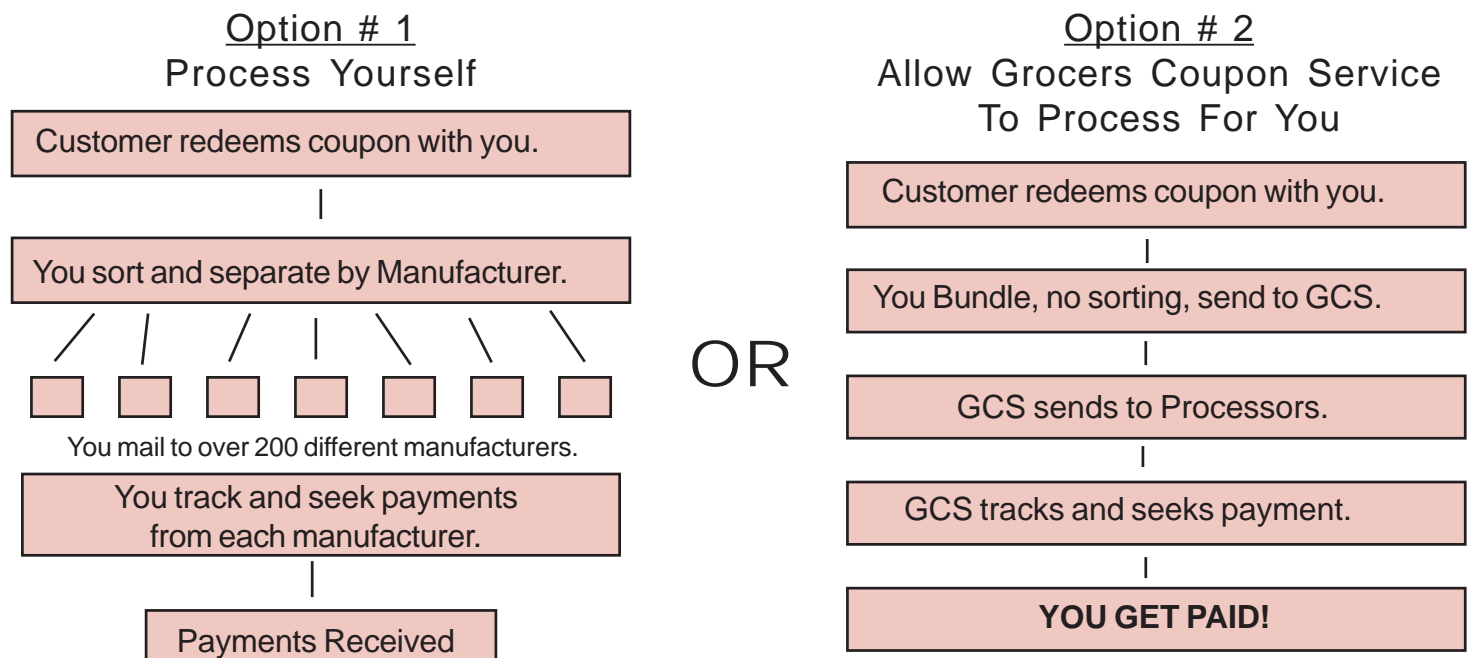 Option # 1
Process Yourself
Customer redeems coupon with you.
You sort and separate by Manufacturer.
You mail to over 200 different manufacturers.
You track and seek payments
from each manufacturer.
Payments Received
OR
Option # 2
Allow Grocers Coupon Service
To Process For You
Customer redeems coupon with you.
You Bundle, no sorting, send to GCS.
GCS sends to Processors.
GCS tracks and seeks payment.
YOU GET PAID!